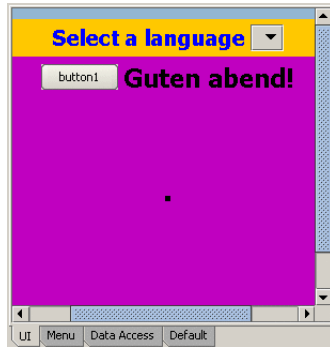 Select a language
button1 Guten abend!
UI Menu Data Access Default